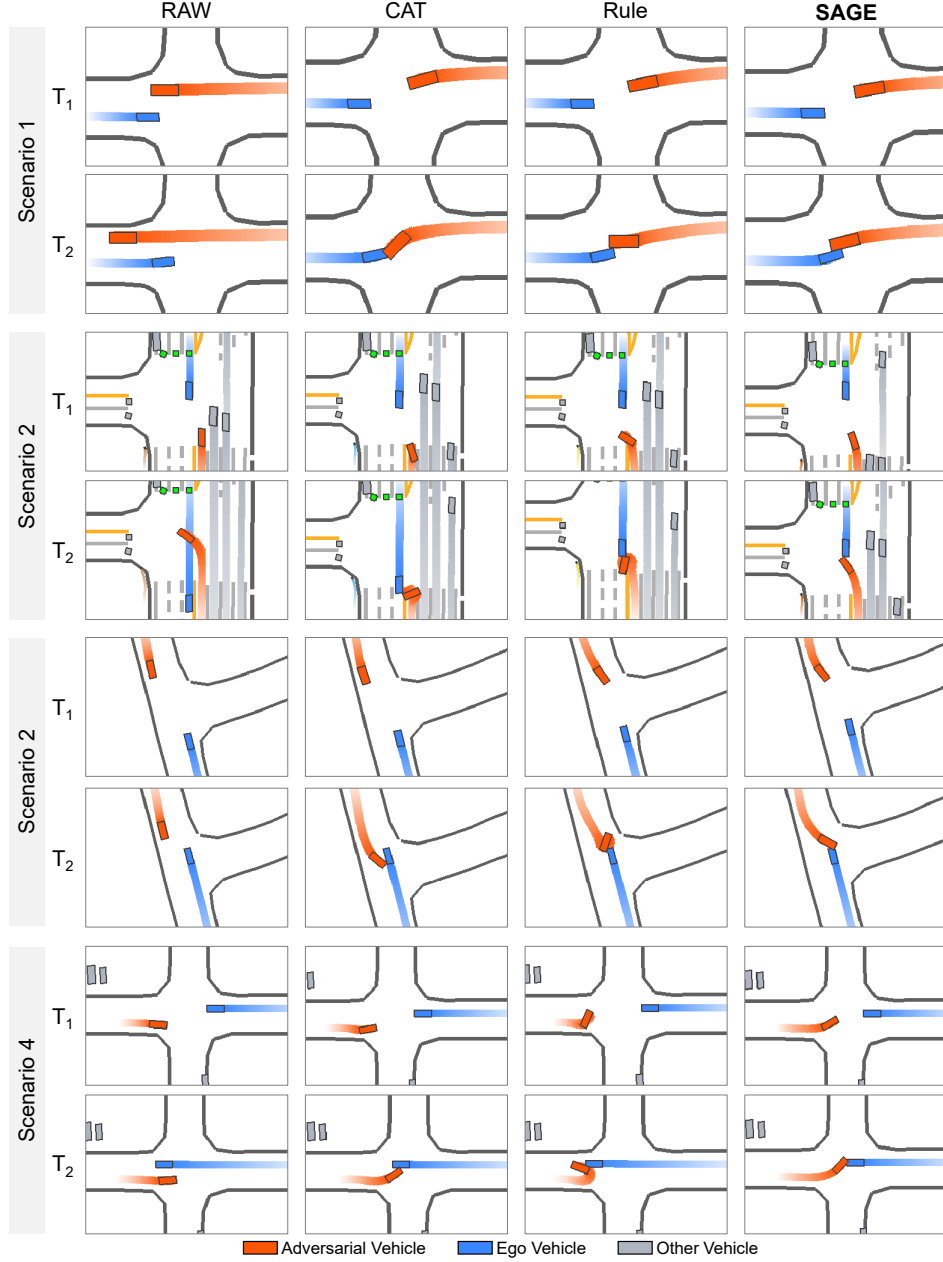 RAW CAT Rule SAGE
Scenario 1
T1
T2
Scenario 2
T1
T2
Scenario 2
T1
T2
Scenario 4
T1
T2
Adversarial Vehicle Ego Vehicle Other Vehicle